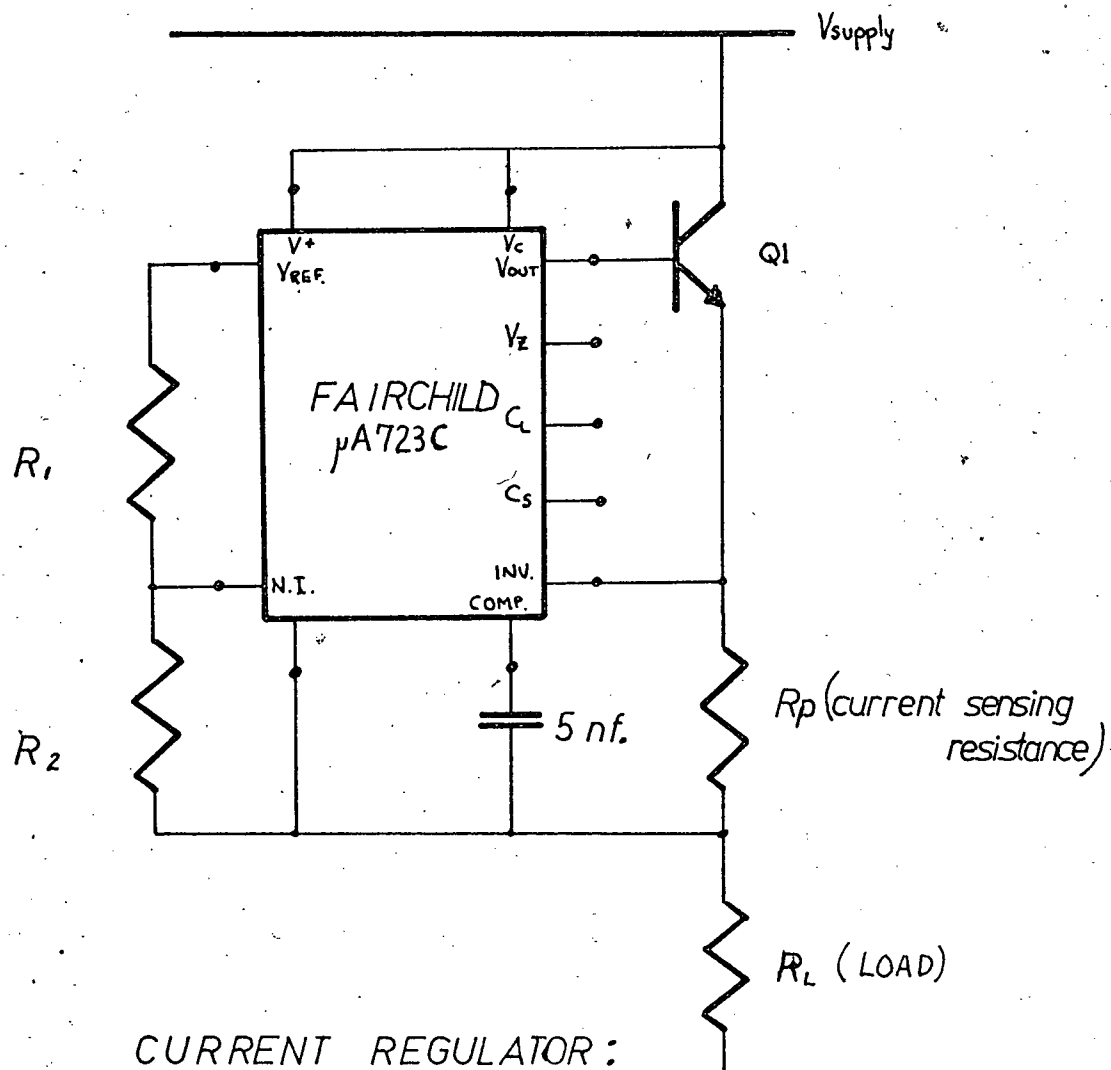 Vsupply
V+
Vc
VREF.
VOUT
Q1
Vz
FAIRCHILD
CL
μA723C
R1
Cs
N.I.
INV.
COMP.
Rp (current sensing
resistance)
5 nf.
R2
RL (LOAD)
CURRENT REGULATOR: